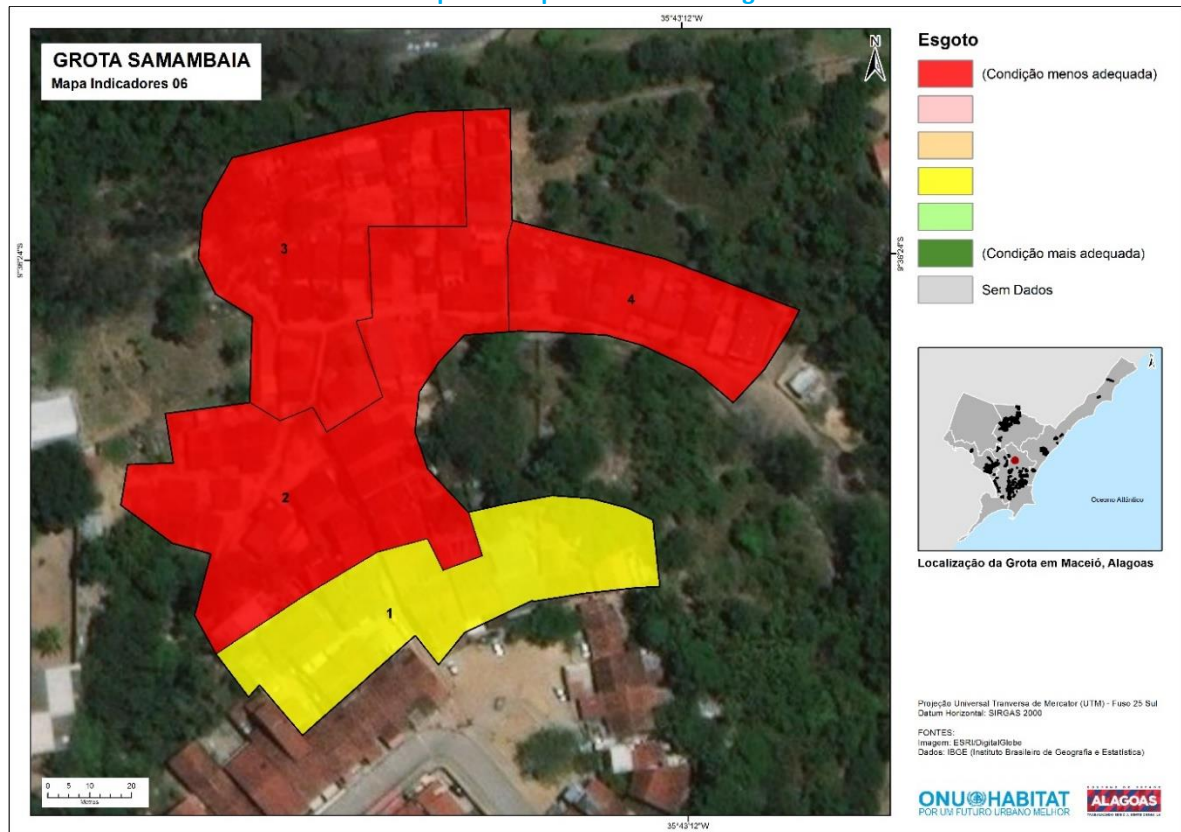 35°43'12"W
GROTA SAMAMBAIA
Mapa Indicadores 06
N
Esgoto
(Condição menos adequada)
(Condição mais adequada)
Sem Dados
9°36'24"S
9°36'24"S
3
4
2
1
Oceano Atlântico
Localização da Grota em Maceió, Alagoas
Projeção Universal Tranversa de Mercator (UTM) - Fuso 25 Sul
Datum Horizontal: SIRGAS 2000
FONTES:
Imagem: ESRI/DigitalGlobe
Dados: IBGE (Instituto Brasileiro de Geografia e Estatística)
0 5 10 20
Metros
ONU HABITAT
POR UM FUTURO URBANO MELHOR
ALAGOAS
35°43'12"W